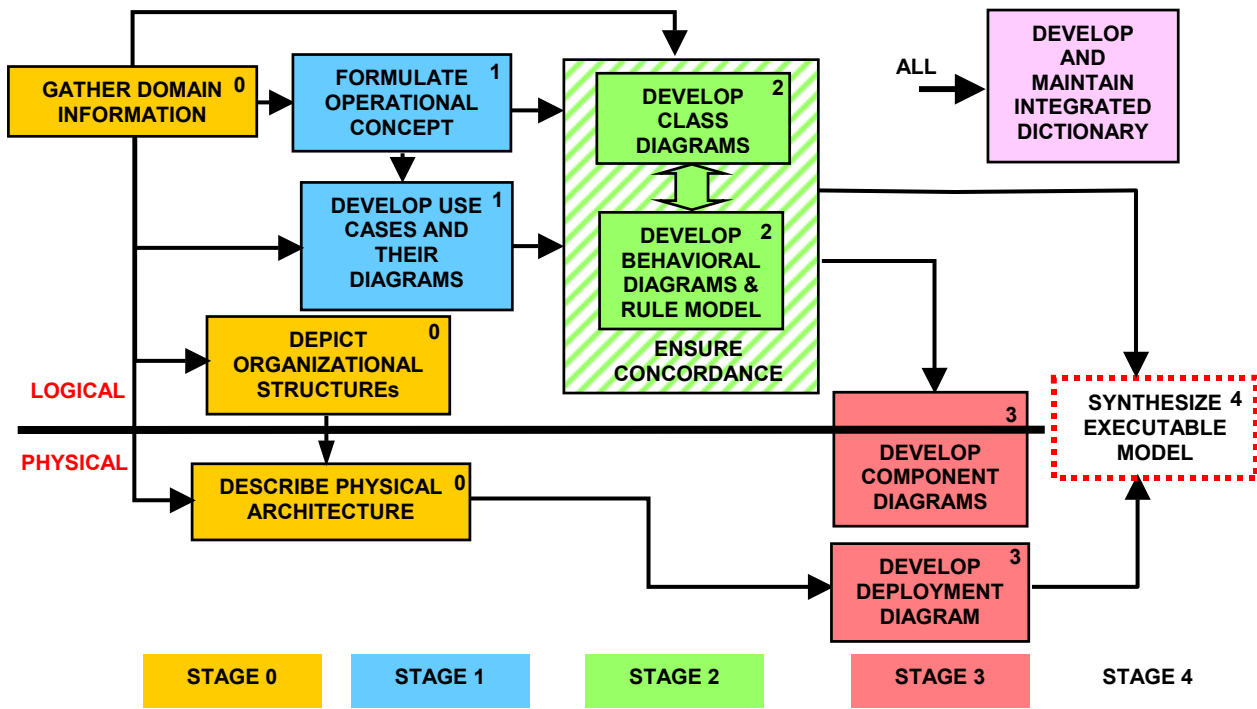 GATHER DOMAIN
INFORMATION
0
FORMULATE
OPERATIONAL
CONCEPT
1
DEVELOP
CLASS
DIAGRAMS
2
ALL
DEVELOP
AND
MAINTAIN
INTEGRATED
DICTIONARY
DEVELOP USE
CASES AND
THEIR
DIAGRAMS
1
DEVELOP
BEHAVIORAL
DIAGRAMS &
RULE MODEL
2
ENSURE
CONCORDANCE
DEPICT
ORGANIZATIONAL
STRUCTUREs
0
LOGICAL
PHYSICAL
DESCRIBE PHYSICAL
ARCHITECTURE
0
3
DEVELOP
COMPONENT
DIAGRAMS
SYNTHESIZE
EXECUTABLE
MODEL
4
DEVELOP
DEPLOYMENT
DIAGRAM
3
STAGE 0
STAGE 1
STAGE 2
STAGE 3
STAGE 4